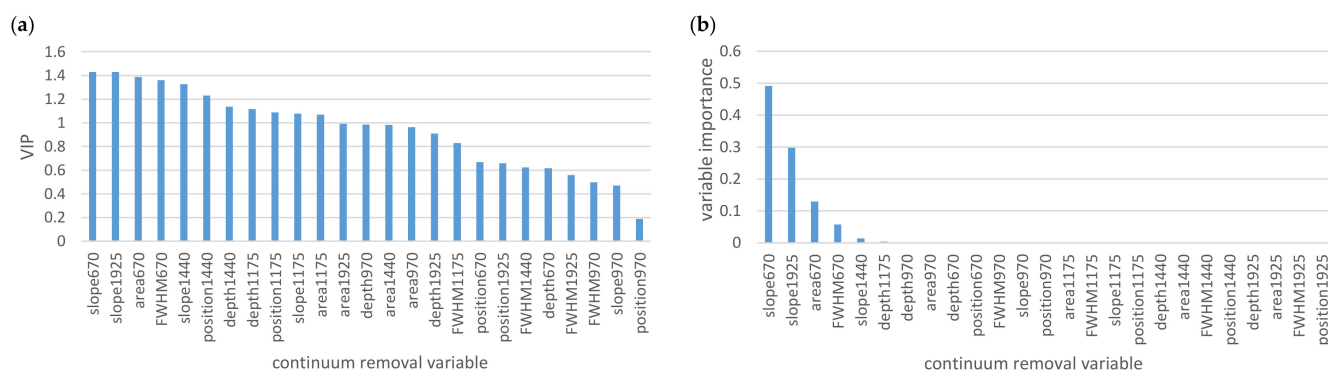 (a)
1.6
1.4
1.2
1
0.8
0.6
0.4
0.2
0
VIP
slope670
slope1925
area670
FWHM670
slope1440
position1440
depth1440
depth1175
position1175
slope1175
area1175
area1925
depth970
area1440
area970
depth1925
FWHM1175
position670
position1925
FWHM1440
depth670
FWHM1925
FWHM970
slope970
position970
continuum removal variable
(b)
0.6
0.5
0.4
0.3
0.2
0.1
0
variable importance
slope670
slope1925
area670
FWHM670
slope1440
depth1175
depth970
area970
depth670
position670
FWHM970
slope970
position970
area1175
FWHM1175
slope1175
position1175
depth1440
area1440
FWHM1440
position1440
depth1925
area1925
FWHM1925
position1925
continuum removal variable